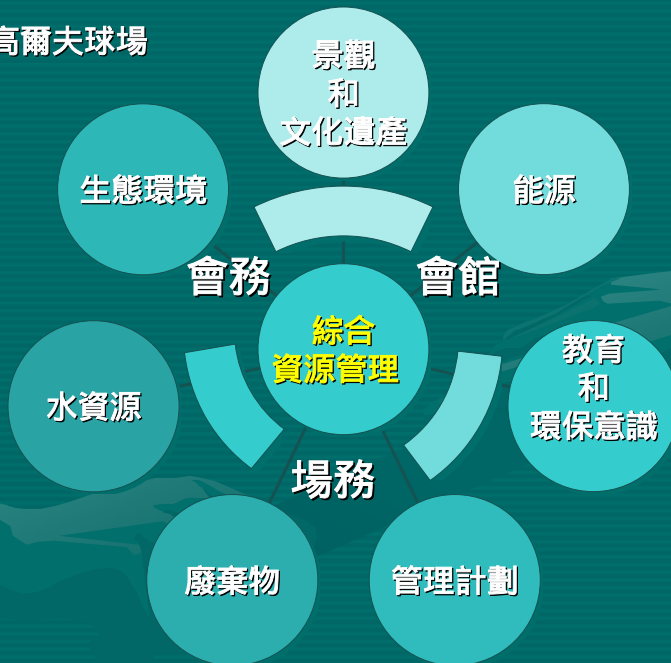 高爾夫球場
景觀
和
文化遺產
生態環境
能源
會務
會館
綜合
資源管理
教育
和
環保意識
水資源
場務
廢棄物
管理計劃